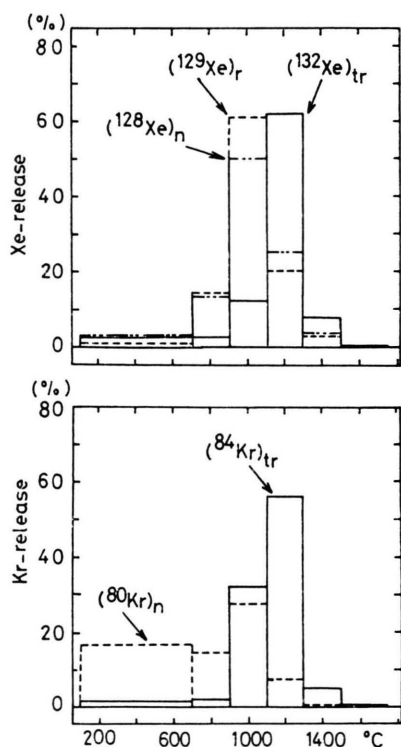 (%)
80
60
40
20
0
Xe-release
(¹²⁹Xe)r
(¹³²Xe)tr
(¹²⁸Xe)n
(%)
80
60
40
20
0
Kr-release
(⁸⁴Kr)tr
(⁸⁰Kr)n
200 600 1000 1400 °C